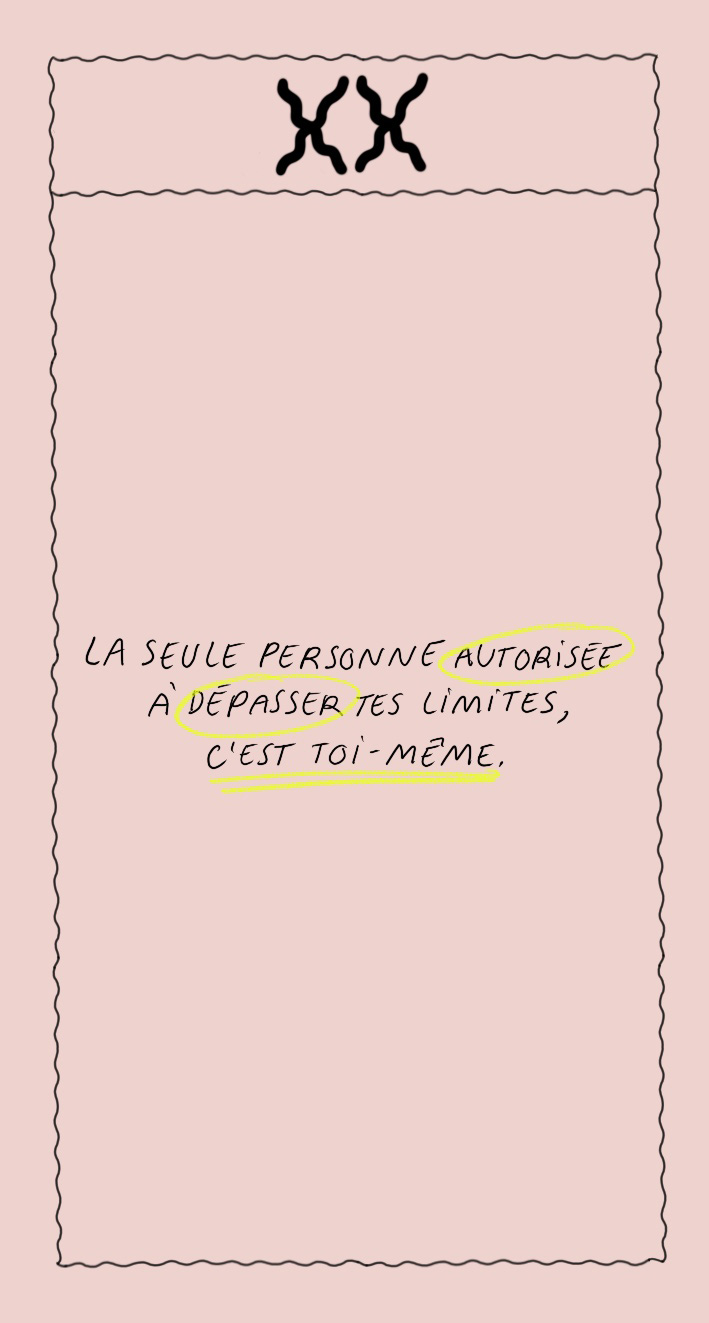 XX
LA SEULE PERSONNE AUTORISÉE
À DÉPASSER TES LIMITES,
C'EST TOI-MÊME.